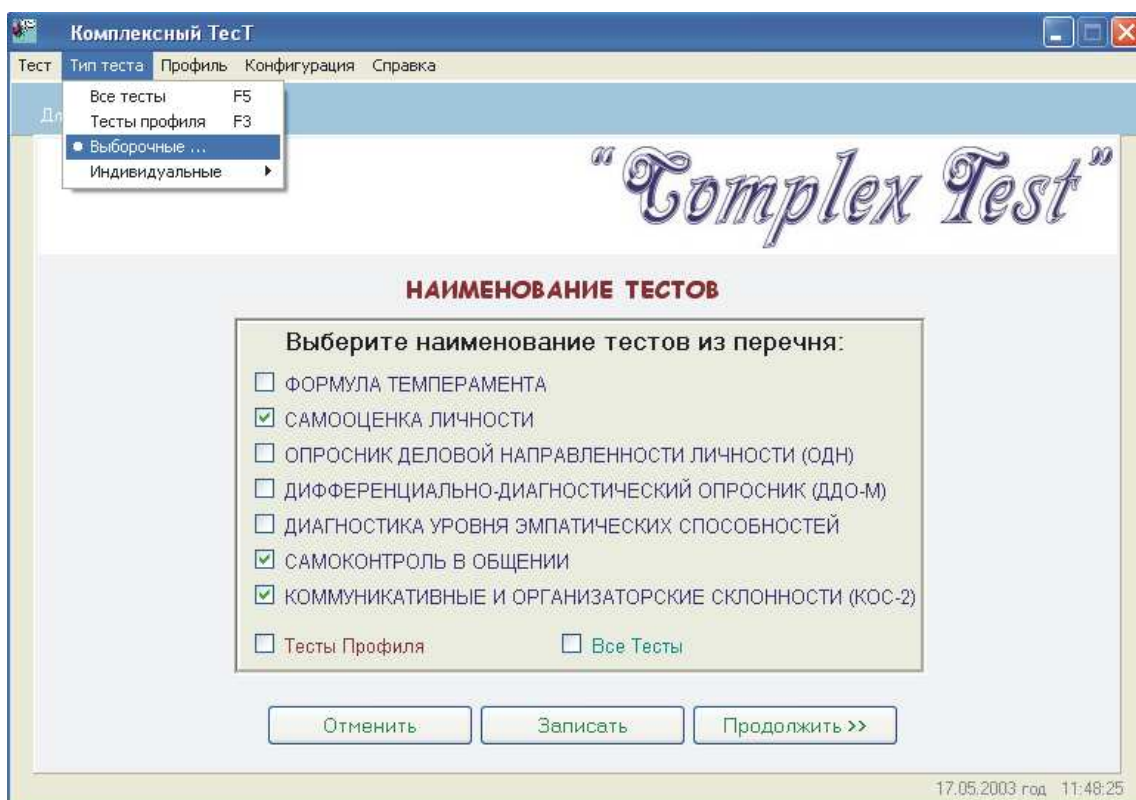 Комплексный ТесТ
Тест Тип теста Профиль Конфигурация Справка
Все тесты F5
Тесты профиля F3
Выборочные ...
Индивидуальные
"Complex Test"
НАИМЕНОВАНИЕ ТЕСТОВ
Выберите наименование тестов из перечня:
ФОРМУЛА ТЕМПЕРАМЕНТА
САМООЦЕНКА ЛИЧНОСТИ
ОПРОСНИК ДЕЛОВОЙ НАПРАВЛЕННОСТИ ЛИЧНОСТИ (ОДН)
ДИФФЕРЕНЦИАЛЬНО-ДИАГНОСТИЧЕСКИЙ ОПРОСНИК (ДДО-М)
ДИАГНОСТИКА УРОВНЯ ЭМПАТИЧЕСКИХ СПОСОБНОСТЕЙ
САМОКОНТРОЛЬ В ОБЩЕНИИ
КОММУНИКАТИВНЫЕ И ОРГАНИЗАТОРСКИЕ СКЛОННОСТИ (КОС-2)
Тесты Профиля Все Тесты
Отменить Записать Продолжить >>
17.05.2003 год 11:48:25